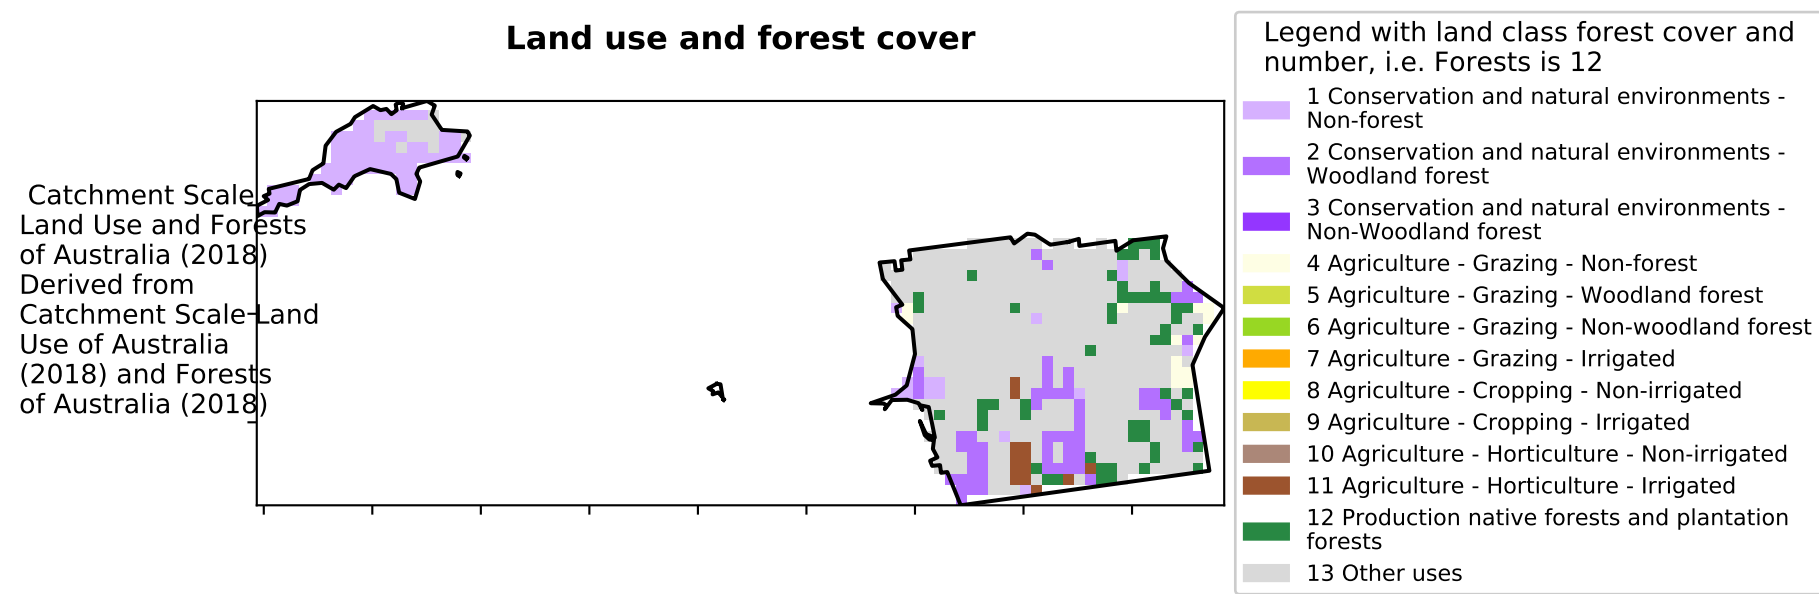 Land use and forest cover
Catchment Scale
Land Use and Forests
of Australia (2018)
Derived from
Catchment Scale Land
Use of Australia
(2018) and Forests
of Australia (2018)
Legend with land class forest cover and
number, i.e. Forests is 12
1 Conservation and natural environments -
Non-forest
2 Conservation and natural environments -
Woodland forest
3 Conservation and natural environments -
Non-Woodland forest
4 Agriculture - Grazing - Non-forest
5 Agriculture - Grazing - Woodland forest
6 Agriculture - Grazing - Non-woodland forest
7 Agriculture - Grazing - Irrigated
8 Agriculture - Cropping - Non-irrigated
9 Agriculture - Cropping - Irrigated
10 Agriculture - Horticulture - Non-irrigated
11 Agriculture - Horticulture - Irrigated
12 Production native forests and plantation
forests
13 Other uses